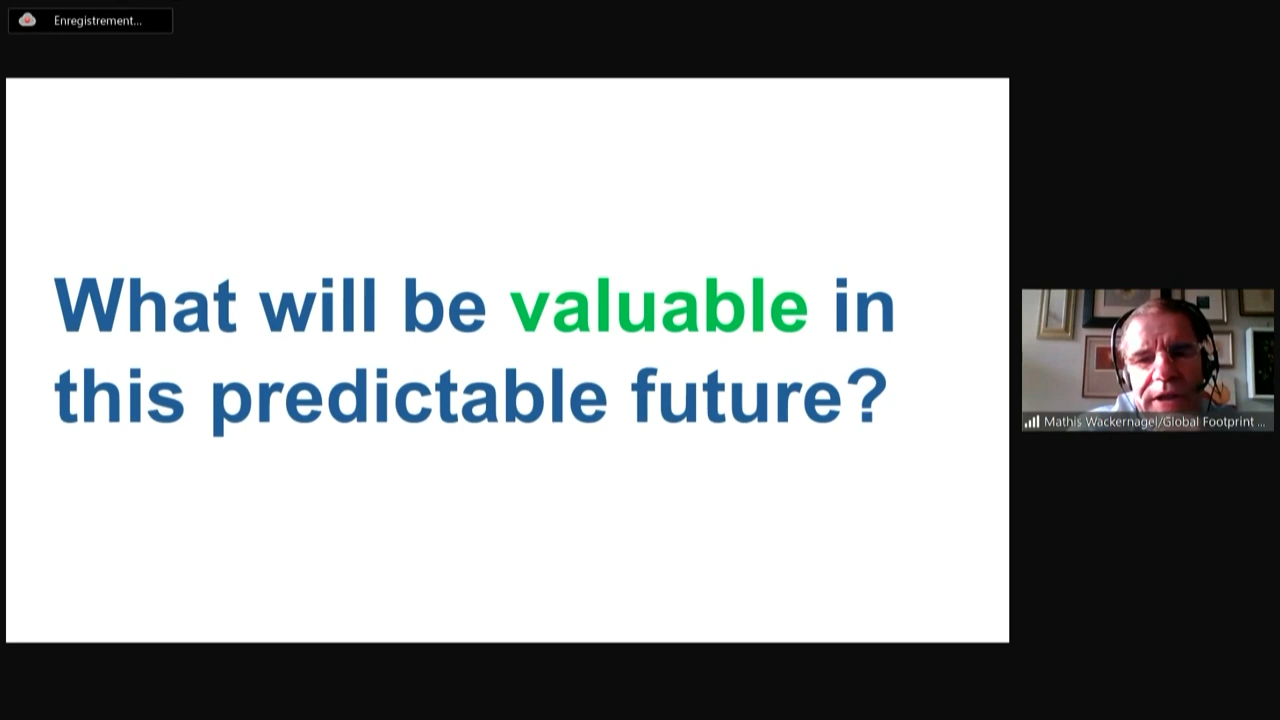 Enregistrement...
What will be valuable in
this predictable future?
Mathis Wackernagel/Global Footprint ...